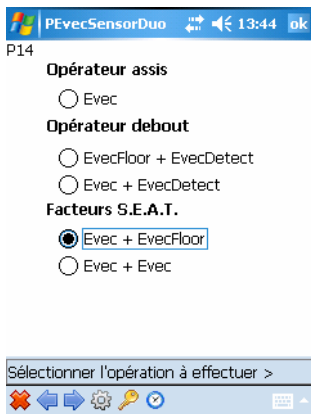 PEvecSensorDuo 13:44 ok
P14
Opérateur assis
Evec
Opérateur debout
EvecFloor + EvecDetect
Evec + EvecDetect
Facteurs S.E.A.T.
Evec + EvecFloor
Evec + Evec
Sélectionner l'opération à effectuer >